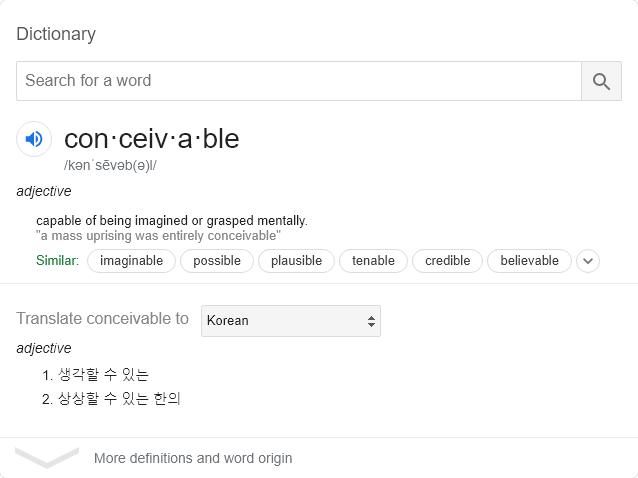 Dictionary
Search for a word
con·ceiv·a·ble
/kənˈsēvəb(ə)l/
adjective
capable of being imagined or grasped mentally.
"a mass uprising was entirely conceivable"
Similar: imaginable possible plausible tenable credible believable
Translate conceivable to Korean
adjective
1. 생각할 수 있는
2. 상상할 수 있는 한의
More definitions and word origin